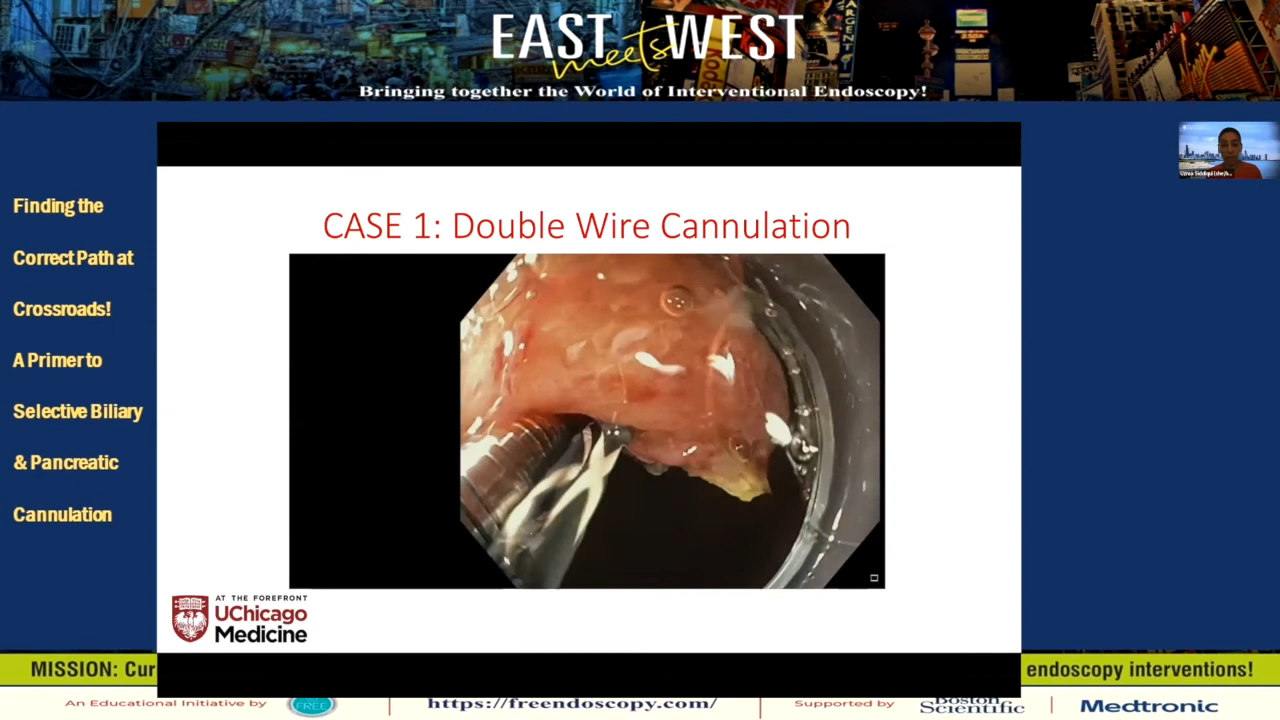 EAST meets WEST
Bringing together the World of Interventional Endoscopy!
Finding the
Correct Path at
Crossroads!
A Primer to
Selective Biliary
& Pancreatic
Cannulation
CASE 1: Double Wire Cannulation
AT THE FOREFRONT
UChicago
Medicine
MISSION: Cur
endoscopy interventions!
An Educational Initiative by
FREE
https://freendoscopy.com/
Supported by
Boston
Scientific
Medtronic